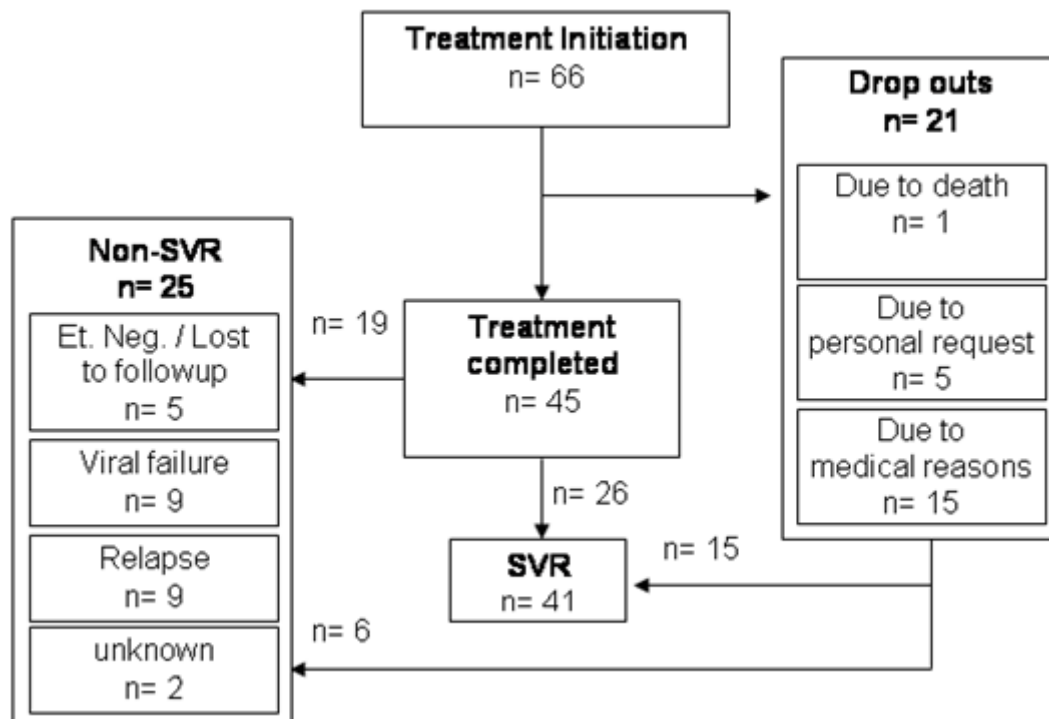 Treatment Initiation
n= 66
Drop outs
n= 21
Due to death
n= 1
Due to
personal request
n= 5
Due to
medical reasons
n= 15
Non-SVR
n= 25
Et. Neg. / Lost
to followup
n= 5
Viral failure
n= 9
Relapse
n= 9
unknown
n= 2
n= 19
Treatment
completed
n= 45
n= 26
SVR
n= 41
n= 15
n= 6